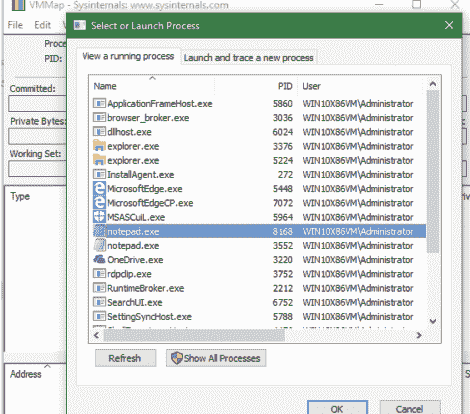 VMMap - Sysinternals: www.sysinternals.com
File Edit
Select or Launch Process
PID:
View a running process
Launch and trace a new process
Committed:
Private Bytes:
Working Set:
Type
Address
Name PID User
ApplicationFrameHost.exe 5860 WIN10X86VM\Administrator
browser_broker.exe 3036 WIN10X86VM\Administrator
dllhost.exe 6024 WIN10X86VM\Administrator
explorer.exe 3376 WIN10X86VM\Administrator
explorer.exe 5224 WIN10X86VM\Administrator
InstallAgent.exe 272 WIN10X86VM\Administrator
MicrosoftEdge.exe 5448 WIN10X86VM\Administrator
MicrosoftEdgeCP.exe 7072 WIN10X86VM\Administrator
MSASCuiL.exe 5964 WIN10X86VM\Administrator
notepad.exe 8168 WIN10X86VM\Administrator
notepad.exe 3552 WIN10X86VM\Administrator
OneDrive.exe 3220 WIN10X86VM\Administrator
rdpclip.exe 3752 WIN10X86VM\Administrator
RuntimeBroker.exe 2212 WIN10X86VM\Administrator
SearchUI.exe 6752 WIN10X86VM\Administrator
SettingSyncHost.exe 5788 WIN10X86VM\Administrator
Refresh
Show All Processes
OK
Cancel